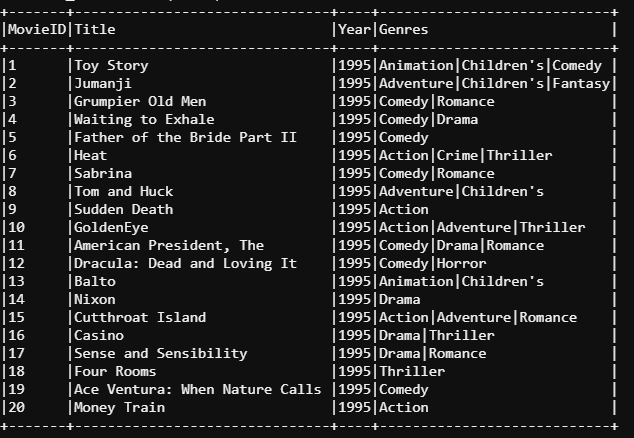 +-------+------------------------------+----+----------------------------+
|MovieID|Title                         |Year|Genres                      |
+-------+------------------------------+----+----------------------------+
|1      |Toy Story                     |1995|Animation|Children's|Comedy |
|2      |Jumanji                       |1995|Adventure|Children's|Fantasy|
|3      |Grumpier Old Men              |1995|Comedy|Romance              |
|4      |Waiting to Exhale             |1995|Comedy|Drama                |
|5      |Father of the Bride Part II   |1995|Comedy                      |
|6      |Heat                          |1995|Action|Crime|Thriller       |
|7      |Sabrina                       |1995|Comedy|Romance              |
|8      |Tom and Huck                  |1995|Adventure|Children's        |
|9      |Sudden Death                  |1995|Action                      |
|10     |GoldenEye                     |1995|Action|Adventure|Thriller   |
|11     |American President, The       |1995|Comedy|Drama|Romance        |
|12     |Dracula: Dead and Loving It   |1995|Comedy|Horror               |
|13     |Balto                         |1995|Animation|Children's        |
|14     |Nixon                         |1995|Drama                       |
|15     |Cutthroat Island              |1995|Action|Adventure|Romance    |
|16     |Casino                        |1995|Drama|Thriller              |
|17     |Sense and Sensibility         |1995|Drama|Romance               |
|18     |Four Rooms                    |1995|Thriller                    |
|19     |Ace Ventura: When Nature Calls|1995|Comedy                      |
|20     |Money Train                   |1995|Action                      |
+-------+------------------------------+----+----------------------------+